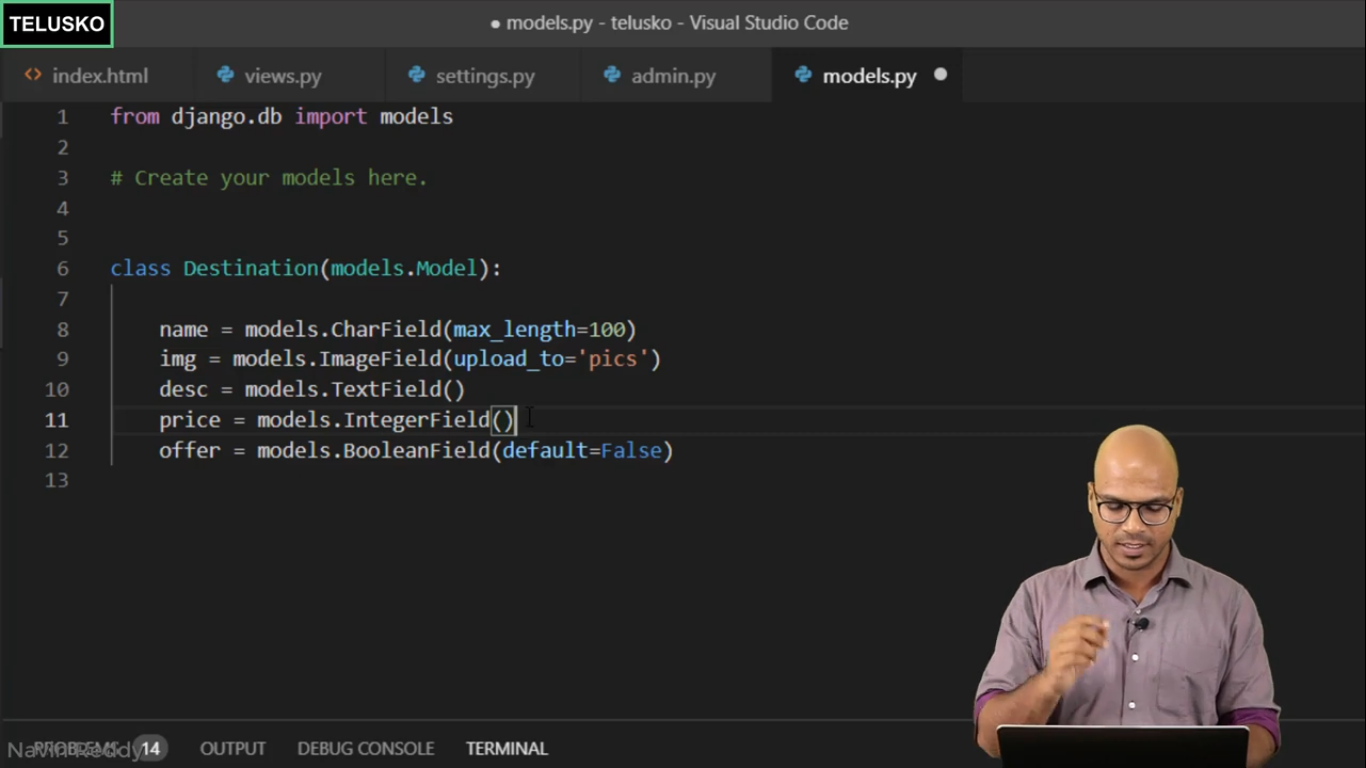 TELUSKO
● models.py - telusko - Visual Studio Code
index.html views.py settings.py admin.py models.py
1 from django.db import models
2
3 # Create your models here.
4
5
6 class Destination(models.Model):
7
8 name = models.CharField(max_length=100)
9 img = models.ImageField(upload_to='pics')
10 desc = models.TextField()
11 price = models.IntegerField()
12 offer = models.BooleanField(default=False)
13
PROBLEMS 14 OUTPUT DEBUG CONSOLE TERMINAL
Navin Reddy